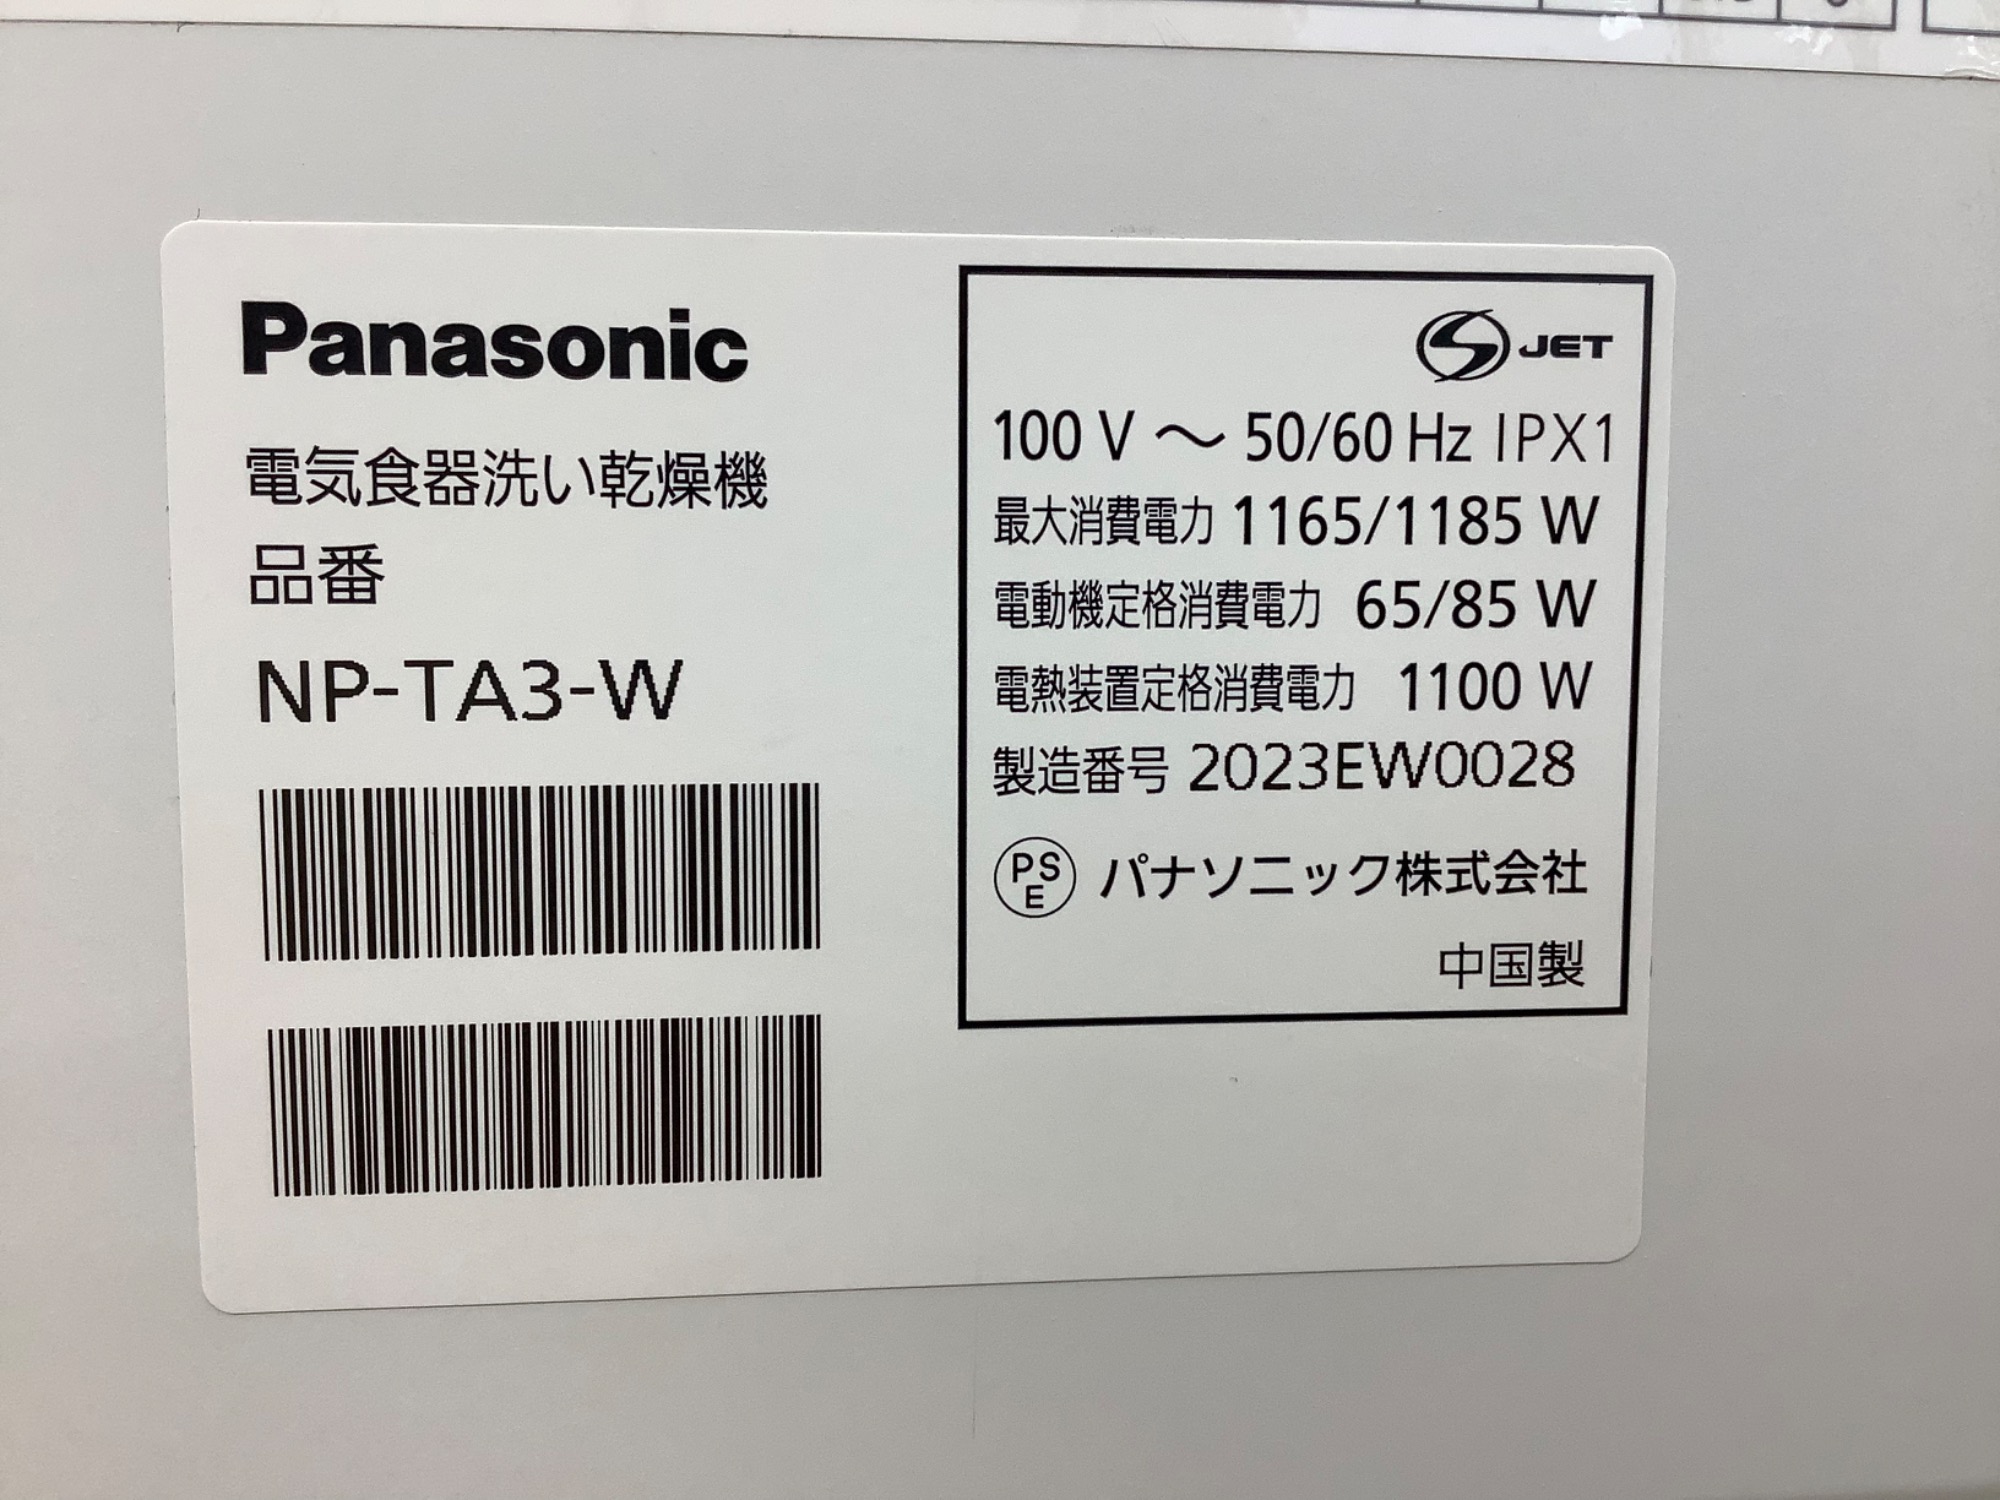 Panasonic
電気食器洗い乾燥機
品番
NP-TA3-W
JET
100 V 〜 50/60 Hz IPX1
最大消費電力 1165/1185 W
電動機定格消費電力 65/85 W
電熱装置定格消費電力 1100 W
製造番号 2023EW0028
PSE パナソニック株式会社
中国製